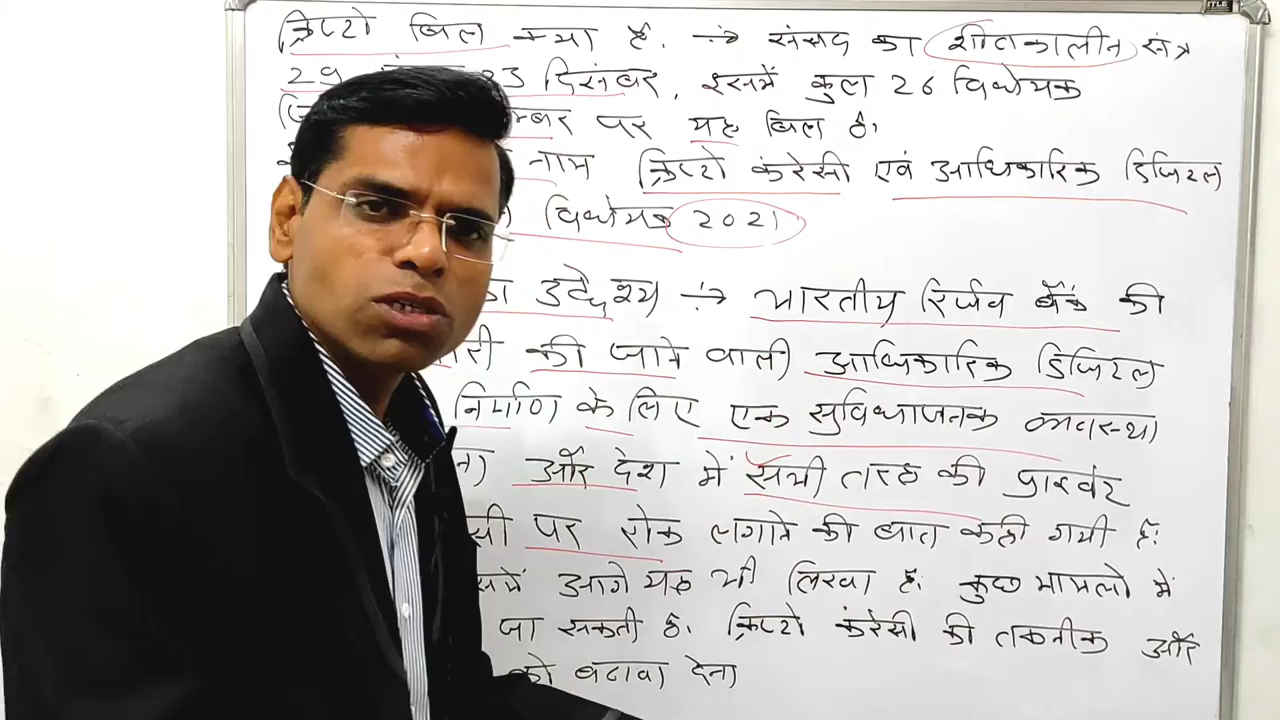 क्रिप्टो बिल क्या है. → संसद का शीतकालीन सत्र
29 23 दिसंबर, इसमें कुल 26 विधेयक
म्बर पर यह बिल है.
नाम क्रिप्टो करेंसी एवं आधिकारिक डिजिटल
विधेयक 2021
का उद्देश्य → भारतीय रिर्जव बैंक की
जारी की जाने वाली आधिकारिक डिजिटल
निर्माण के लिए एक सुविधाजनक व्यवस्था
और देश में सभी तरह की प्राइवेट
सी पर रोक लगाने की बात कही गयी है.
समें आगे यह भी लिखा है. कुछ मामलो में
जा सकती है. क्रिप्टो करेंसी की तकनीक और
को बढावा देना